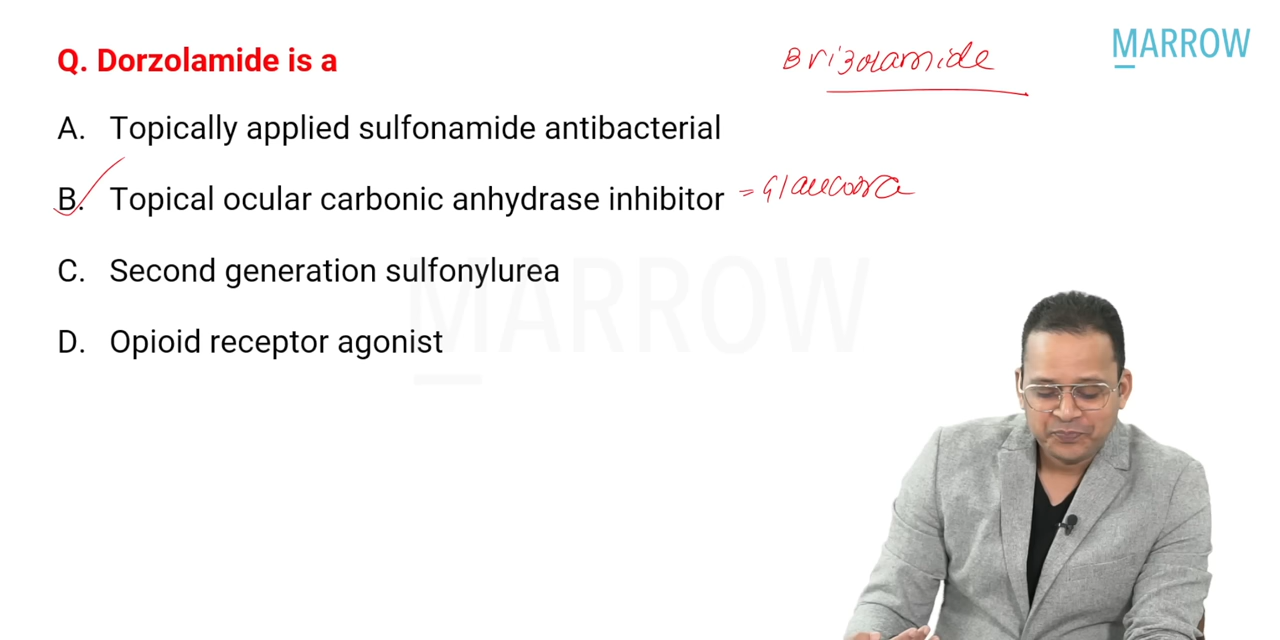 Q. Dorzolamide is a
Brizolamide
MARROW
A. Topically applied sulfonamide antibacterial
B. Topical ocular carbonic anhydrase inhibitor = Glaucoma
C. Second generation sulfonylurea
D. Opioid receptor agonist
MARROW